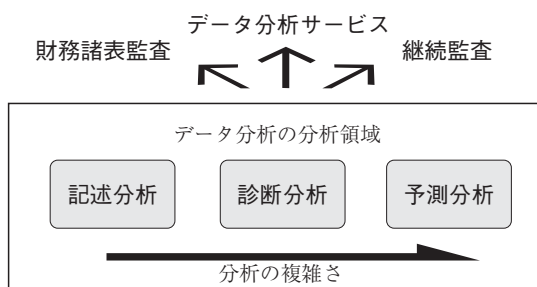 データ分析サービス
財務諸表監査
継続監査
データ分析の分析領域
記述分析
診断分析
予測分析
分析の複雑さ